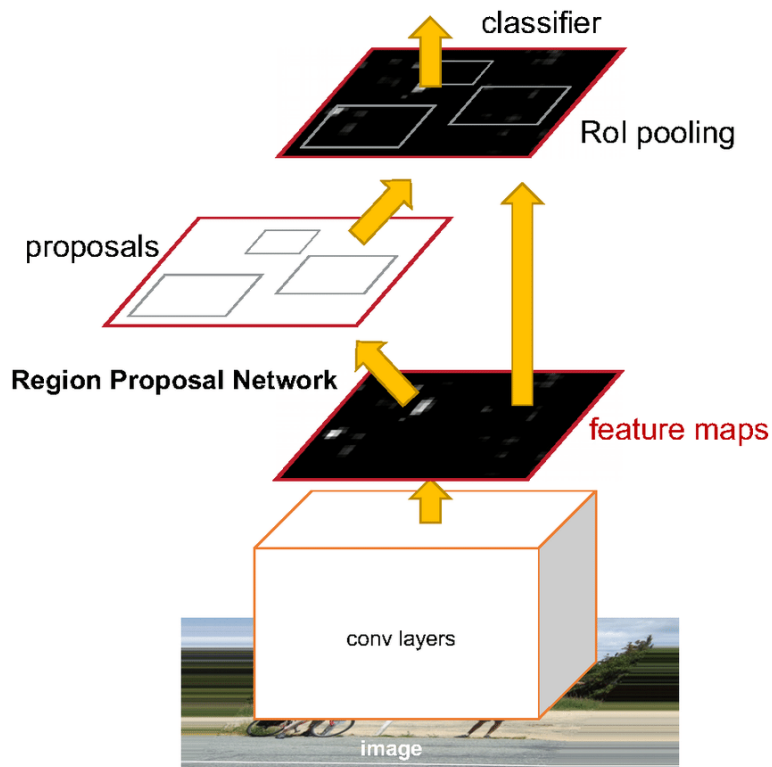 classifier
RoI pooling
proposals
Region Proposal Network
feature maps
conv layers
image